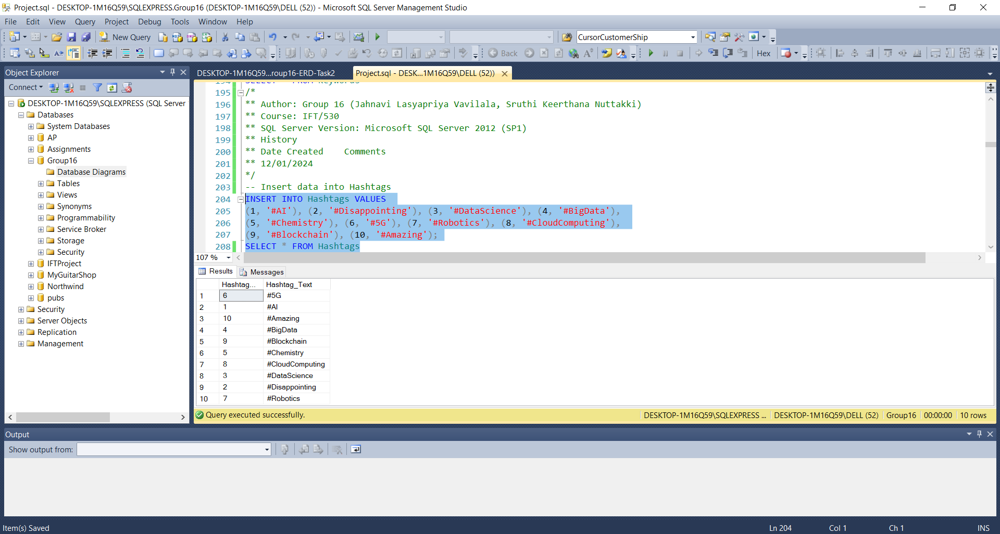 Project.sql - DESKTOP-1M16Q59\SQLEXPRESS.Group16 (DESKTOP-1M16Q59\DELL (52)) - Microsoft SQL Server Management Studio
File Edit View Query Project Debug Tools Window Help
New Query
CursorCustomerShip
Back
Hex
Object Explorer
Connect
DESKTOP-1M16Q59\SQLEXPRESS (SQL Server
Databases
System Databases
AP
Assignments
Group16
Database Diagrams
Tables
Views
Synonyms
Programmability
Service Broker
Storage
Security
IFTProject
MyGuitarShop
Northwind
pubs
Security
Server Objects
Replication
Management
DESKTOP-1M16Q59...roup16-ERD-Task2
Project.sql - DESK...1M16Q59\DELL (52))
194 SELECT * FROM Keywords
195 /*
196 ** Author: Group 16 (Jahnavi Lasyapriya Vavilala, Sruthi Keerthana Nuttakki)
197 ** Course: IFT/530
198 ** SQL Server Version: Microsoft SQL Server 2012 (SP1)
199 ** History
200 ** Date Created    Comments
201 ** 12/01/2024
202 */
203 -- Insert data into Hashtags
204 INSERT INTO Hashtags VALUES
205 (1, '#AI'), (2, '#Disappointing'), (3, '#DataScience'), (4, '#BigData'),
206 (5, '#Chemistry'), (6, '#5G'), (7, '#Robotics'), (8, '#CloudComputing'),
207 (9, '#Blockchain'), (10, '#Amazing');
208 SELECT * FROM Hashtags
107 %
Results Messages
Hashtag... Hashtag_Text
1 6 #5G
2 1 #AI
3 10 #Amazing
4 4 #BigData
5 9 #Blockchain
6 5 #Chemistry
7 8 #CloudComputing
8 3 #DataScience
9 2 #Disappointing
10 7 #Robotics
Query executed successfully.
DESKTOP-1M16Q59\SQLEXPRESS ... DESKTOP-1M16Q59\DELL (52) Group16 00:00:00 10 rows
Output
Show output from:
Item(s) Saved
Ln 204 Col 1 Ch 1 INS